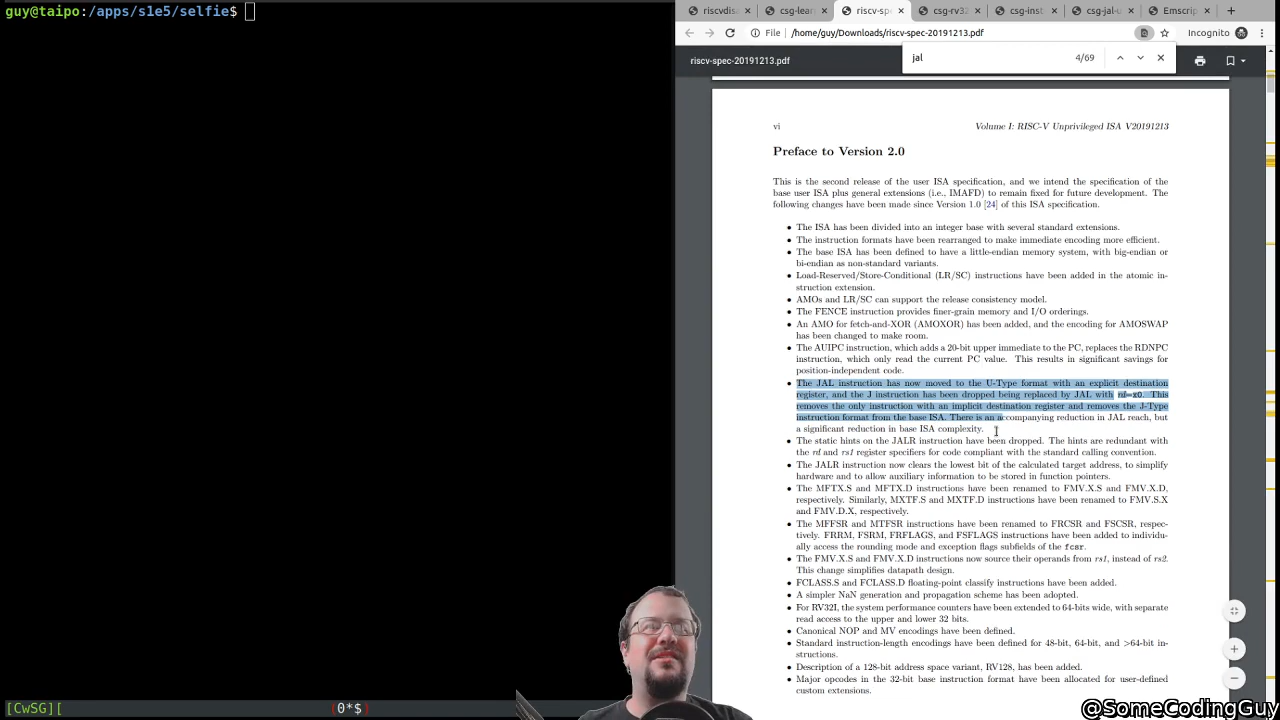 guy@taipo:/apps/s1e5/selfie$
riscvdis
csg-lear
riscv-sp
csg-rv32
csg-inst
csg-jal-u
Emscrip
File /home/guy/Downloads/riscv-spec-20191213.pdf
Incognito
jal 4/69
riscv-spec-20191213.pdf
vi Volume I: RISC-V Unprivileged ISA V20191213
Preface to Version 2.0
This is the second release of the user ISA specification, and we intend the specification of the
base user ISA plus general extensions (i.e., IMAFD) to remain fixed for future development. The
following changes have been made since Version 1.0 [24] of this ISA specification.
• The ISA has been divided into an integer base with several standard extensions.
• The instruction formats have been rearranged to make immediate encoding more efficient.
• The base ISA has been defined to have a little-endian memory system, with big-endian or
bi-endian as non-standard variants.
• Load-Reserved/Store-Conditional (LR/SC) instructions have been added in the atomic in-
struction extension.
• AMOs and LR/SC can support the release consistency model.
• The FENCE instruction provides finer-grain memory and I/O orderings.
• An AMO for fetch-and-XOR (AMOXOR) has been added, and the encoding for AMOSWAP
has been changed to make room.
• The AUIPC instruction, which adds a 20-bit upper immediate to the PC, replaces the RDNPC
instruction, which only read the current PC value. This results in significant savings for
position-independent code.
• The JAL instruction has now moved to the U-Type format with an explicit destination
register, and the J instruction has been dropped being replaced by JAL with rd=x0. This
removes the only instruction with an implicit destination register and removes the J-Type
instruction format from the base ISA. There is an accompanying reduction in JAL reach, but
a significant reduction in base ISA complexity.
• The static hints on the JALR instruction have been dropped. The hints are redundant with
the rd and rs1 register specifiers for code compliant with the standard calling convention.
• The JALR instruction now clears the lowest bit of the calculated target address, to simplify
hardware and to allow auxiliary information to be stored in function pointers.
• The MFTX.S and MFTX.D instructions have been renamed to FMV.X.S and FMV.X.D,
respectively. Similarly, MXTF.S and MXTF.D instructions have been renamed to FMV.S.X
and FMV.D.X, respectively.
• The MFFSR and MTFSR instructions have been renamed to FRCSR and FSCSR, respec-
tively. FRRM, FSRM, FRFLAGS, and FSFLAGS instructions have been added to individu-
ally access the rounding mode and exception flags subfields of the fcsr.
• The FMV.X.S and FMV.X.D instructions now source their operands from rs1, instead of rs2.
This change simplifies datapath design.
• FCLASS.S and FCLASS.D floating-point classify instructions have been added.
• A simpler NaN generation and propagation scheme has been adopted.
• For RV32I, the system performance counters have been extended to 64-bits wide, with separate
read access to the upper and lower 32 bits.
• Canonical NOP and MV encodings have been defined.
• Standard instruction-length encodings have been defined for 48-bit, 64-bit, and >64-bit in-
structions.
• Description of a 128-bit address space variant, RV128, has been added.
• Major opcodes in the 32-bit base instruction format have been allocated for user-defined
custom extensions.
[CwSG][ (0*$)
@SomeCodingGuy